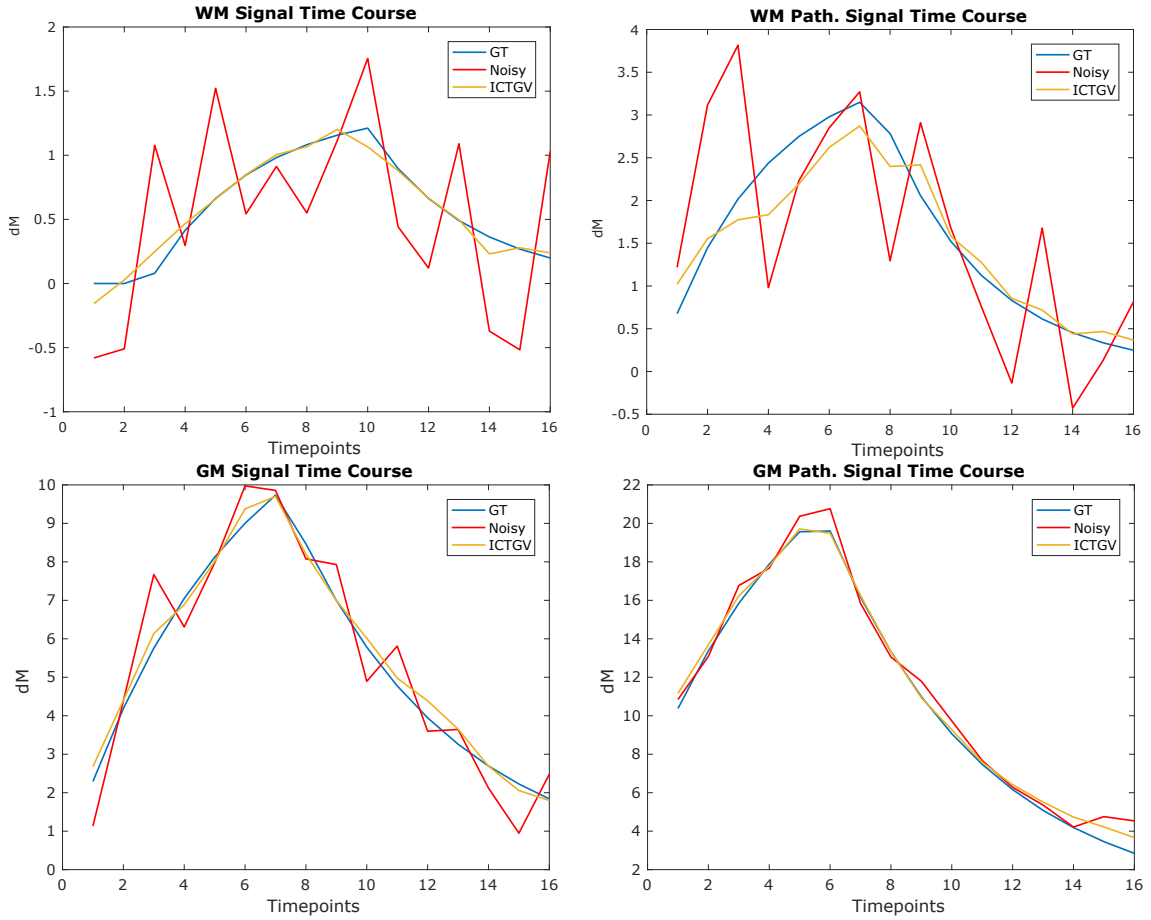 WM Signal Time Course
2
1.5
1
0.5
0
-0.5
-1
dM
0 2 4 6 8 10 12 14 16
Timepoints
GT
Noisy
ICTGV
WM Path. Signal Time Course
4
3.5
3
2.5
2
1.5
1
0.5
0
-0.5
dM
0 2 4 6 8 10 12 14 16
Timepoints
GT
Noisy
ICTGV
GM Signal Time Course
10
9
8
7
6
5
4
3
2
1
0
dM
0 2 4 6 8 10 12 14 16
Timepoints
GT
Noisy
ICTGV
GM Path. Signal Time Course
22
20
18
16
14
12
10
8
6
4
2
dM
0 2 4 6 8 10 12 14 16
Timepoints
GT
Noisy
ICTGV